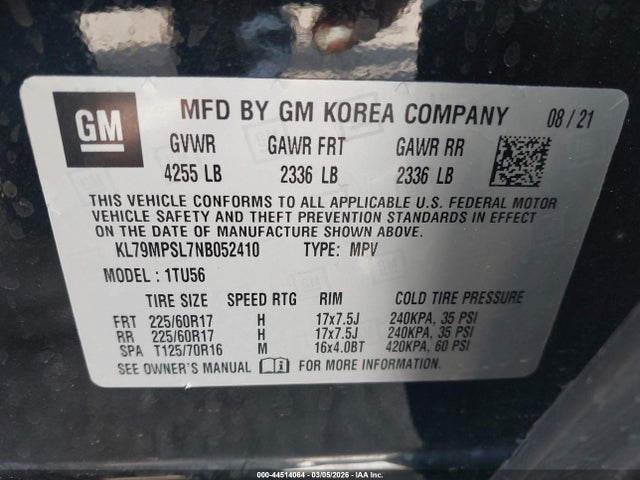 GM
MFD BY GM KOREA COMPANY 08/21
GVWR GAWR FRT GAWR RR
4255 LB 2336 LB 2336 LB
THIS VEHICLE CONFORMS TO ALL APPLICABLE U.S. FEDERAL MOTOR
VEHICLE SAFETY AND THEFT PREVENTION STANDARDS IN EFFECT
ON THE DATE OF MANUFACTURE SHOWN ABOVE.
KL79MPSL7NB052410 TYPE: MPV
MODEL: 1TU56
TIRE SIZE SPEED RTG RIM COLD TIRE PRESSURE
FRT 225/60R17 H 17x7.5J 240KPA, 35 PSI
RR 225/60R17 H 17x7.5J 240KPA, 35 PSI
SPA T125/70R16 M 16x4.0BT 420KPA, 60 PSI
SEE OWNER'S MANUAL FOR MORE INFORMATION.
000-44514064 - 03/05/2026 - IAA Inc.